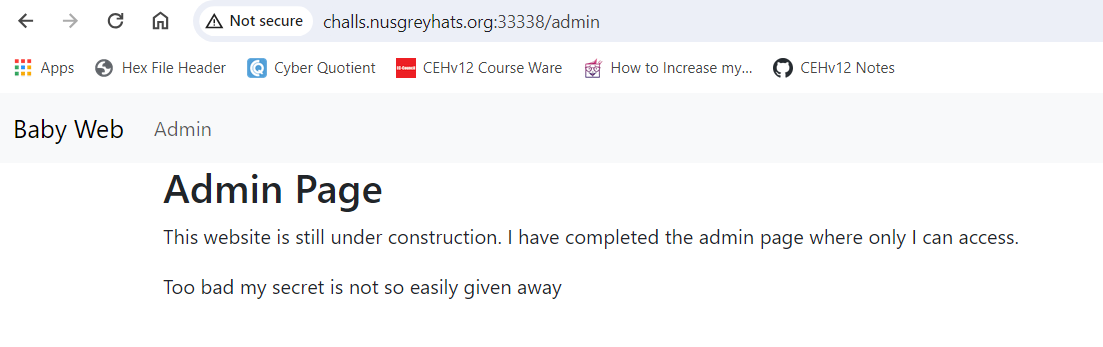 Not secure challs.nusgreyhats.org:33338/admin
Apps Hex File Header Cyber Quotient EC-Council CEHv12 Course Ware How to Increase my... CEHv12 Notes
Baby Web Admin
Admin Page
This website is still under construction. I have completed the admin page where only I can access.
Too bad my secret is not so easily given away